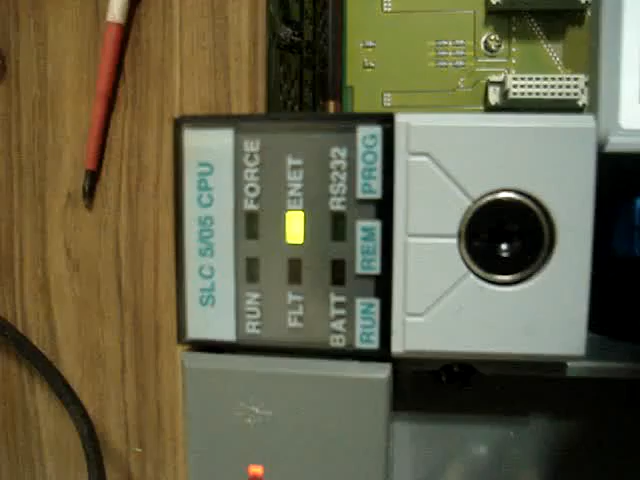 SLC 5/05 CPU
RUN FORCE
FLT ENET
BATT RS232
RUN REM PROG